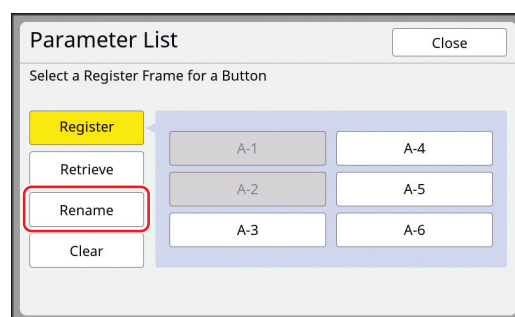 Parameter List
Close
Select a Register Frame for a Button
Register
Retrieve
Rename
Clear
A-1
A-4
A-2
A-5
A-3
A-6